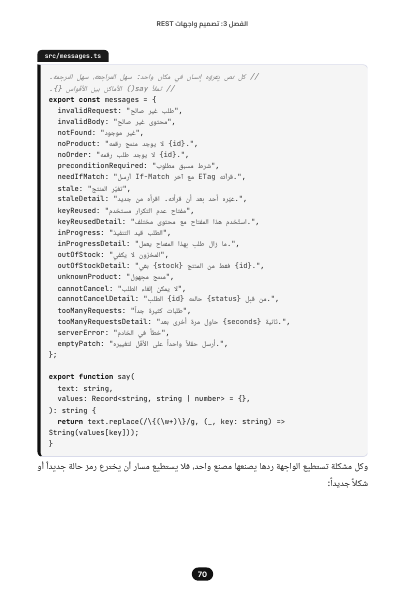 الفصل 3: تصميم واجهات REST
src/messages.ts
// كل نص يقرؤه إنسان في مكان واحد: سهل المراجعة، سهل الترجمة.
// تملأ say() الأماكن بين الأقواس {}.
export const messages = {
invalidRequest: "طلب غير صالح",
invalidBody: "محتوى غير صالح",
notFound: "غير موجود",
noProduct: "لا يوجد منتج رقمه {id}.",
noOrder: "لا يوجد طلب رقمه {id}.",
preconditionRequired: "شرط مسبق مطلوب",
needIfMatch: "أرسل If-Match مع آخر ETag قرأته.",
stale: "تغيّر المنتج",
staleDetail: "غيّره أحد بعد أن قرأته. اقرأه من جديد.",
keyReused: "مفتاح عدم التكرار مستخدم",
keyReusedDetail: "استخدم هذا المفتاح مع محتوى مختلف.",
inProgress: "الطلب قيد التنفيذ",
inProgressDetail: "ما زال طلب بهذا المفتاح يعمل.",
outOfStock: "المخزون لا يكفي",
outOfStockDetail: "بقي {stock} فقط من المنتج {id}.",
unknownProduct: "منتج مجهول",
cannotCancel: "لا يمكن إلغاء الطلب",
cannotCancelDetail: "الطلب {id} حالته {status} من قبل.",
tooManyRequests: "طلبات كثيرة جداً",
tooManyRequestsDetail: "حاول مرة أخرى بعد {seconds} ثانية.",
serverError: "خطأ في الخادم",
emptyPatch: "أرسل حقلاً واحداً على الأقل لتغييره.",
};
export function say(
text: string,
values: Record<string, string | number> = {},
): string {
return text.replace(/\{(\w+)\}/g, (_, key: string) =>
String(values[key]));
}
وكل مشكلة تستطيع الواجهة ردها يصنعها مصنع واحد، فلا يستطيع مسار أن يخترع رمز حالة جديداً أو
شكلاً جديداً:
70